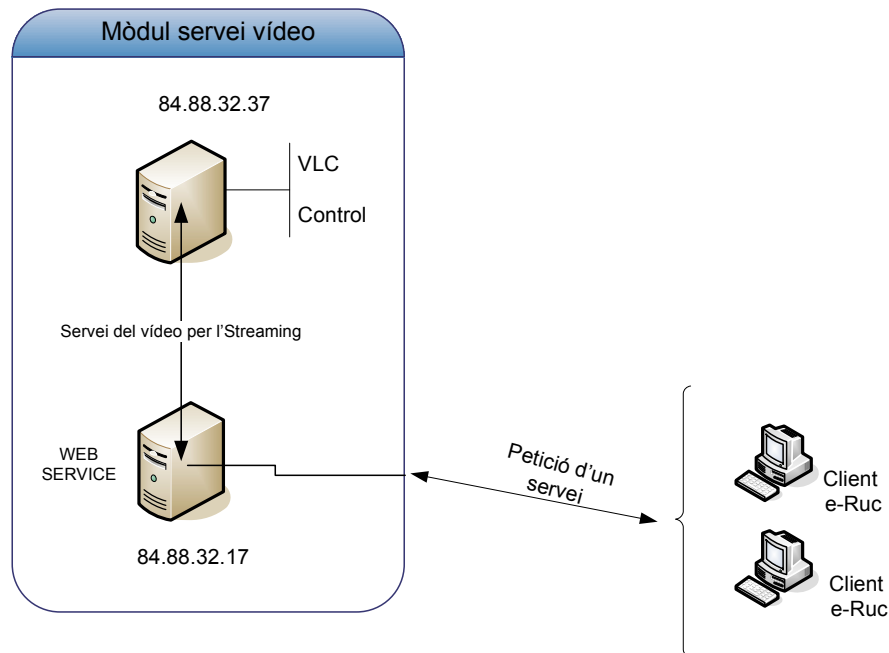 Mòdul servei vídeo
84.88.32.37
VLC
Control
Servei del vídeo per l’Streaming
WEB
SERVICE
84.88.32.17
Petició d’un
servei
Client
e-Ruc
Client
e-Ruc